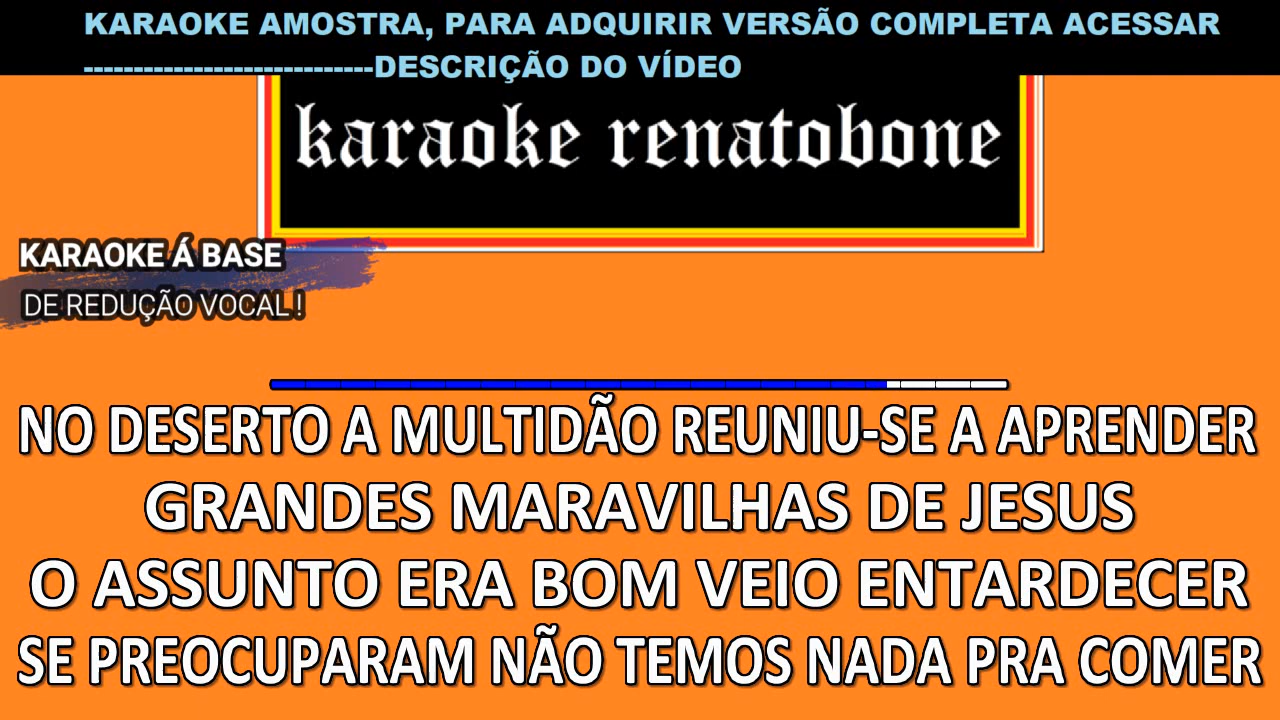 KARAOKE AMOSTRA, PARA ADQUIRIR VERSÃO COMPLETA ACESSAR
-----------------------------DESCRIÇÃO DO VÍDEO
karaoke renatobone
KARAOKE Á BASE
DE REDUÇÃO VOCAL !
NO DESERTO A MULTIDÃO REUNIU-SE A APRENDER
GRANDES MARAVILHAS DE JESUS
O ASSUNTO ERA BOM VEIO ENTARDECER
SE PREOCUPARAM NÃO TEMOS NADA PRA COMER